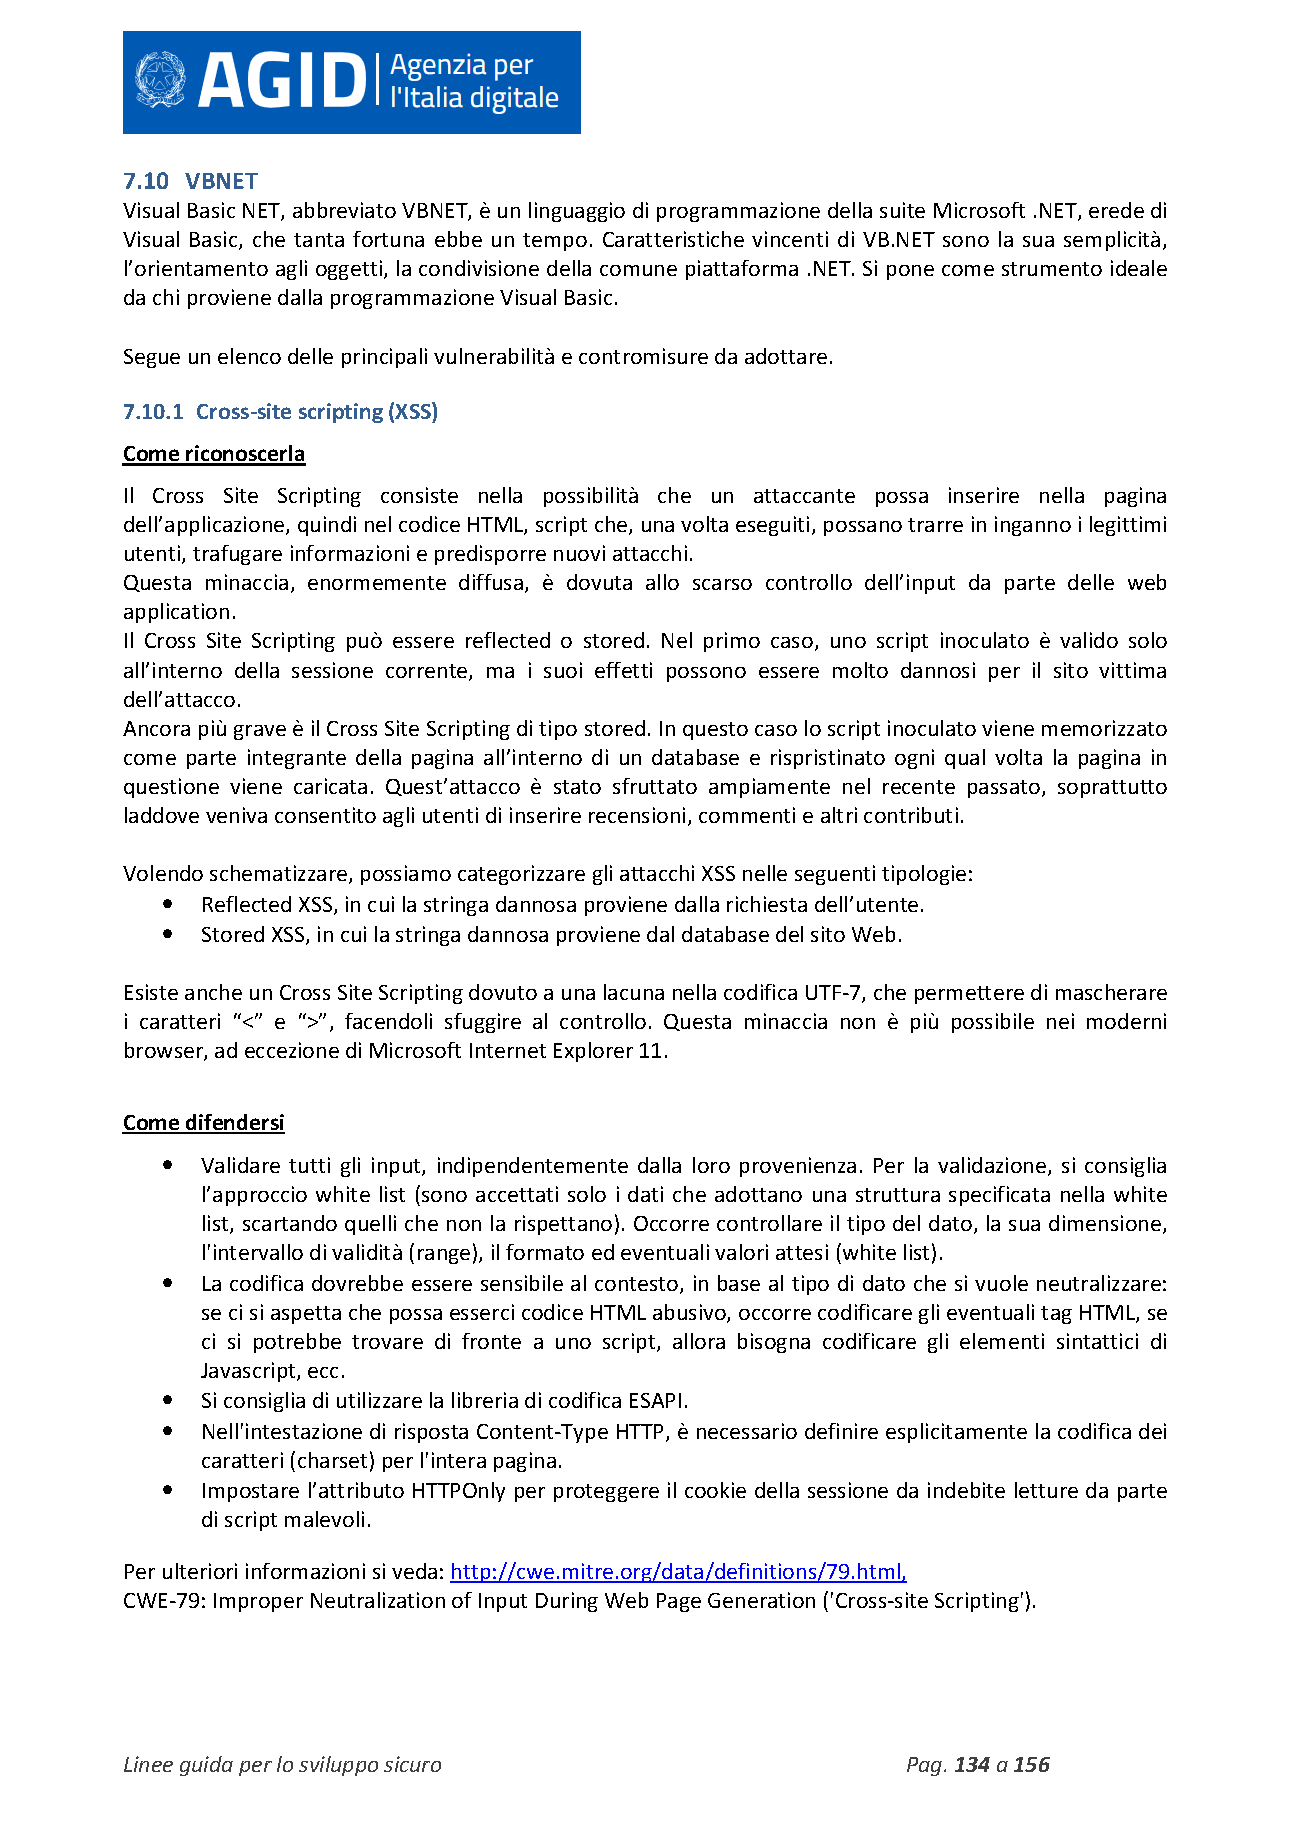 AGID Agenzia per
l'Italia digitale
7.10 VBNET
Visual Basic NET, abbreviato VBNET, è un linguaggio di programmazione della suite Microsoft .NET, erede di
Visual Basic, che tanta fortuna ebbe un tempo. Caratteristiche vincenti di VB.NET sono la sua semplicità,
l’orientamento agli oggetti, la condivisione della comune piattaforma .NET. Si pone come strumento ideale
da chi proviene dalla programmazione Visual Basic.
Segue un elenco delle principali vulnerabilità e contromisure da adottare.
7.10.1 Cross-site scripting (XSS)
Come riconoscerla
Il Cross Site Scripting consiste nella possibilità che un attaccante possa inserire nella pagina
dell’applicazione, quindi nel codice HTML, script che, una volta eseguiti, possano trarre in inganno i legittimi
utenti, trafugare informazioni e predisporre nuovi attacchi.
Questa minaccia, enormemente diffusa, è dovuta allo scarso controllo dell’input da parte delle web
application.
Il Cross Site Scripting può essere reflected o stored. Nel primo caso, uno script inoculato è valido solo
all’interno della sessione corrente, ma i suoi effetti possono essere molto dannosi per il sito vittima
dell’attacco.
Ancora più grave è il Cross Site Scripting di tipo stored. In questo caso lo script inoculato viene memorizzato
come parte integrante della pagina all’interno di un database e rispristinato ogni qual volta la pagina in
questione viene caricata. Quest’attacco è stato sfruttato ampiamente nel recente passato, soprattutto
laddove veniva consentito agli utenti di inserire recensioni, commenti e altri contributi.
Volendo schematizzare, possiamo categorizzare gli attacchi XSS nelle seguenti tipologie:
• Reflected XSS, in cui la stringa dannosa proviene dalla richiesta dell’utente.
• Stored XSS, in cui la stringa dannosa proviene dal database del sito Web.
Esiste anche un Cross Site Scripting dovuto a una lacuna nella codifica UTF-7, che permettere di mascherare
i caratteri “<” e “>”, facendoli sfuggire al controllo. Questa minaccia non è più possibile nei moderni
browser, ad eccezione di Microsoft Internet Explorer 11.
Come difendersi
• Validare tutti gli input, indipendentemente dalla loro provenienza. Per la validazione, si consiglia
l’approccio white list (sono accettati solo i dati che adottano una struttura specificata nella white
list, scartando quelli che non la rispettano). Occorre controllare il tipo del dato, la sua dimensione,
l'intervallo di validità (range), il formato ed eventuali valori attesi (white list).
• La codifica dovrebbe essere sensibile al contesto, in base al tipo di dato che si vuole neutralizzare:
se ci si aspetta che possa esserci codice HTML abusivo, occorre codificare gli eventuali tag HTML, se
ci si potrebbe trovare di fronte a uno script, allora bisogna codificare gli elementi sintattici di
Javascript, ecc.
• Si consiglia di utilizzare la libreria di codifica ESAPI.
• Nell'intestazione di risposta Content-Type HTTP, è necessario definire esplicitamente la codifica dei
caratteri (charset) per l'intera pagina.
• Impostare l’attributo HTTPOnly per proteggere il cookie della sessione da indebite letture da parte
di script malevoli.
Per ulteriori informazioni si veda: http://cwe.mitre.org/data/definitions/79.html,
CWE-79: Improper Neutralization of Input During Web Page Generation ('Cross-site Scripting').
Linee guida per lo sviluppo sicuro Pag. 134 a 156